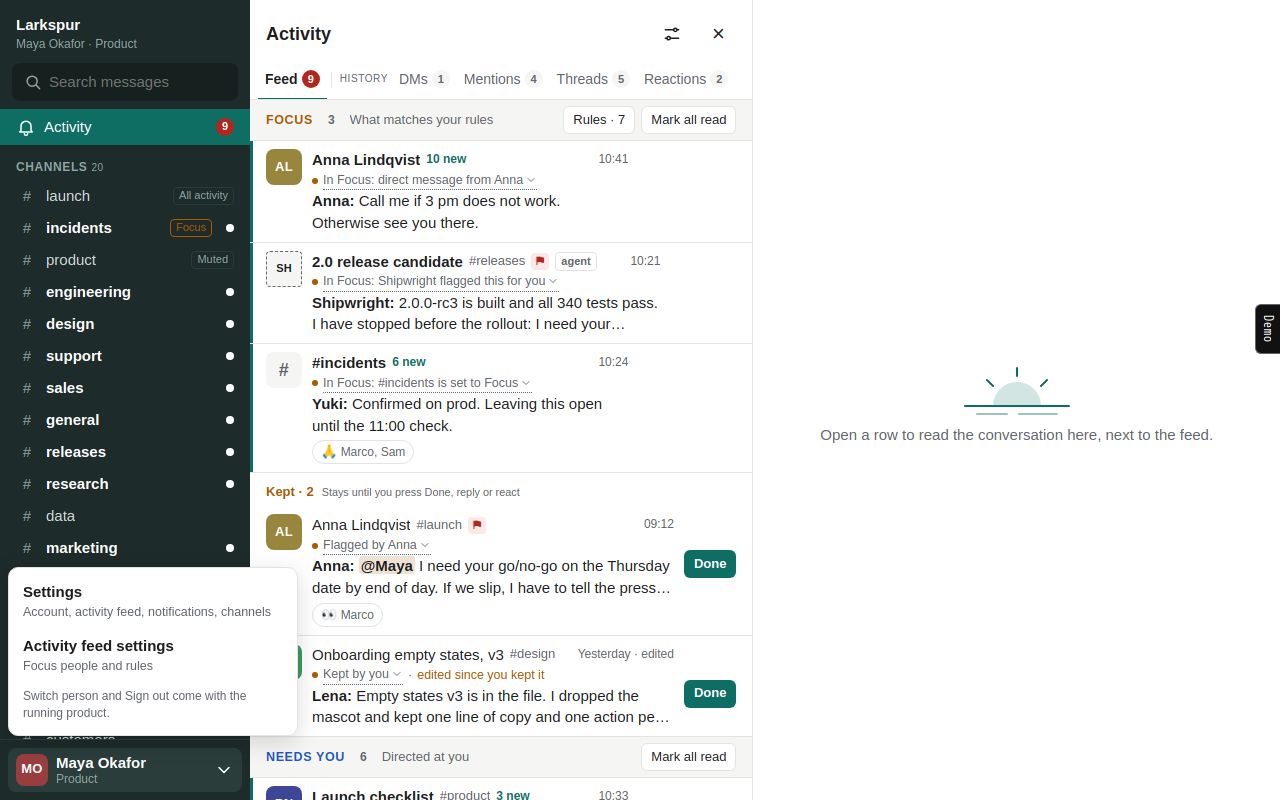 Larkspur
Maya Okafor · Product
Search messages
Activity 9
CHANNELS 20
# launch All activity
# incidents Focus
# product Muted
# engineering
# design
# support
# sales
# general
# releases
# research
# data
# marketing
Settings
Account, activity feed, notifications, channels
Activity feed settings
Focus people and rules
Switch person and Sign out come with the
running product.
# customers
MO Maya Okafor
Product
Activity
Feed 9 HISTORY DMs 1 Mentions 4 Threads 5 Reactions 2
FOCUS 3 What matches your rules Rules · 7 Mark all read
AL Anna Lindqvist 10 new 10:41
In Focus: direct message from Anna
Anna: Call me if 3 pm does not work.
Otherwise see you there.
SH 2.0 release candidate #releases agent 10:21
In Focus: Shipwright flagged this for you
Shipwright: 2.0.0-rc3 is built and all 340 tests pass.
I have stopped before the rollout: I need your…
# #incidents 6 new 10:24
In Focus: #incidents is set to Focus
Yuki: Confirmed on prod. Leaving this open
until the 11:00 check.
🙏 Marco, Sam
Kept · 2 Stays until you press Done, reply or react
AL Anna Lindqvist #launch 09:12
Flagged by Anna
Anna: @Maya I need your go/no-go on the Thursday
date by end of day. If we slip, I have to tell the press…
Done
👀 Marco
Onboarding empty states, v3 #design Yesterday · edited
Kept by you · edited since you kept it
Lena: Empty states v3 is in the file. I dropped the
mascot and kept one line of copy and one action pe…
Done
NEEDS YOU 6 Directed at you Mark all read
Launch checklist #product 3 new 10:33
Open a row to read the conversation here, next to the feed.
Demo